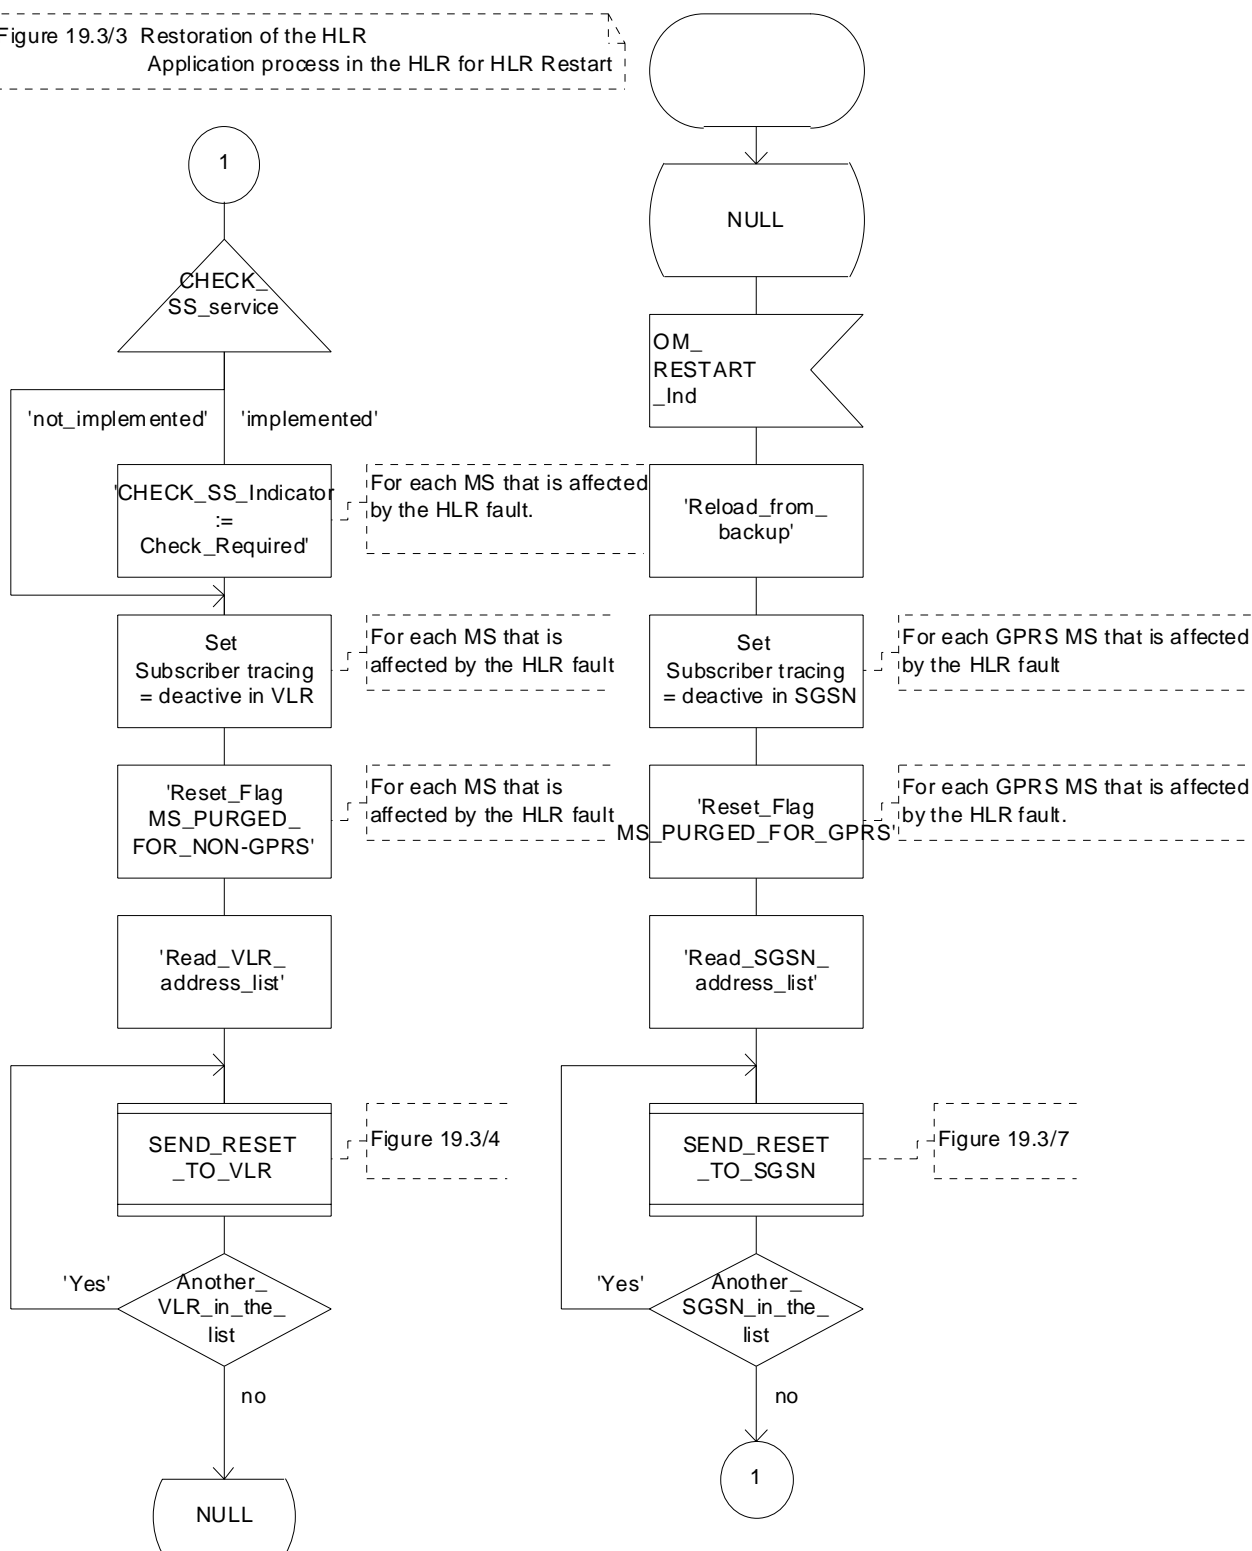 Figure 19.3/3 Restoration of the HLR
Application process in the HLR for HLR Restart
1
CHECK_
SS_service
'not_implemented'
'implemented'
'CHECK_SS_Indicator
:=
Check_Required'
For each MS that is affected
by the HLR fault.
Set
Subscriber tracing
= deactive in VLR
For each MS that is
affected by the HLR fault
'Reset_Flag
MS_PURGED_
FOR_NON-GPRS'
For each MS that is
affected by the HLR fault
'Read_VLR_
address_list'
SEND_RESET
_TO_VLR
Figure 19.3/4
'Yes'
Another_
VLR_in_the_
list
no
NULL
NULL
OM_
RESTART
_Ind
'Reload_from_
backup'
Set
Subscriber tracing
= deactive in SGSN
For each GPRS MS that is affected
by the HLR fault
'Reset_Flag
MS_PURGED_FOR_GPRS'
For each GPRS MS that is affected
by the HLR fault.
'Read_SGSN_
address_list'
SEND_RESET
_TO_SGSN
Figure 19.3/7
'Yes'
Another_
SGSN_in_the_
list
no
1